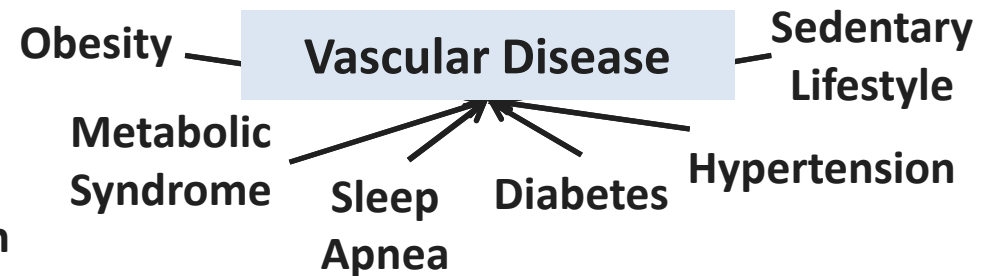 Obesity
Vascular Disease
Sedentary
Lifestyle
Metabolic
Syndrome
Sleep
Apnea
Diabetes
Hypertension